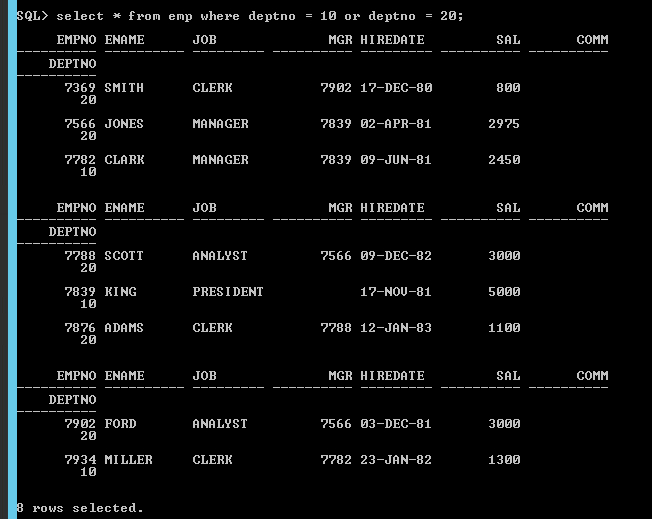 SQL> select * from emp where deptno = 10 or deptno = 20;
     EMPNO ENAME      JOB              MGR HIREDATE         SAL       COMM
---------- ---------- --------- ---------- --------- ---------- ----------
    DEPTNO
----------
      7369 SMITH      CLERK           7902 17-DEC-80        800
        20
      7566 JONES      MANAGER         7839 02-APR-81       2975
        20
      7782 CLARK      MANAGER         7839 09-JUN-81       2450
        10
     EMPNO ENAME      JOB              MGR HIREDATE         SAL       COMM
---------- ---------- --------- ---------- --------- ---------- ----------
    DEPTNO
----------
      7788 SCOTT      ANALYST         7566 09-DEC-82       3000
        20
      7839 KING       PRESIDENT            17-NOV-81       5000
        10
      7876 ADAMS      CLERK           7788 12-JAN-83       1100
        20
     EMPNO ENAME      JOB              MGR HIREDATE         SAL       COMM
---------- ---------- --------- ---------- --------- ---------- ----------
    DEPTNO
----------
      7902 FORD       ANALYST         7566 03-DEC-81       3000
        20
      7934 MILLER     CLERK           7782 23-JAN-82       1300
        10
8 rows selected.